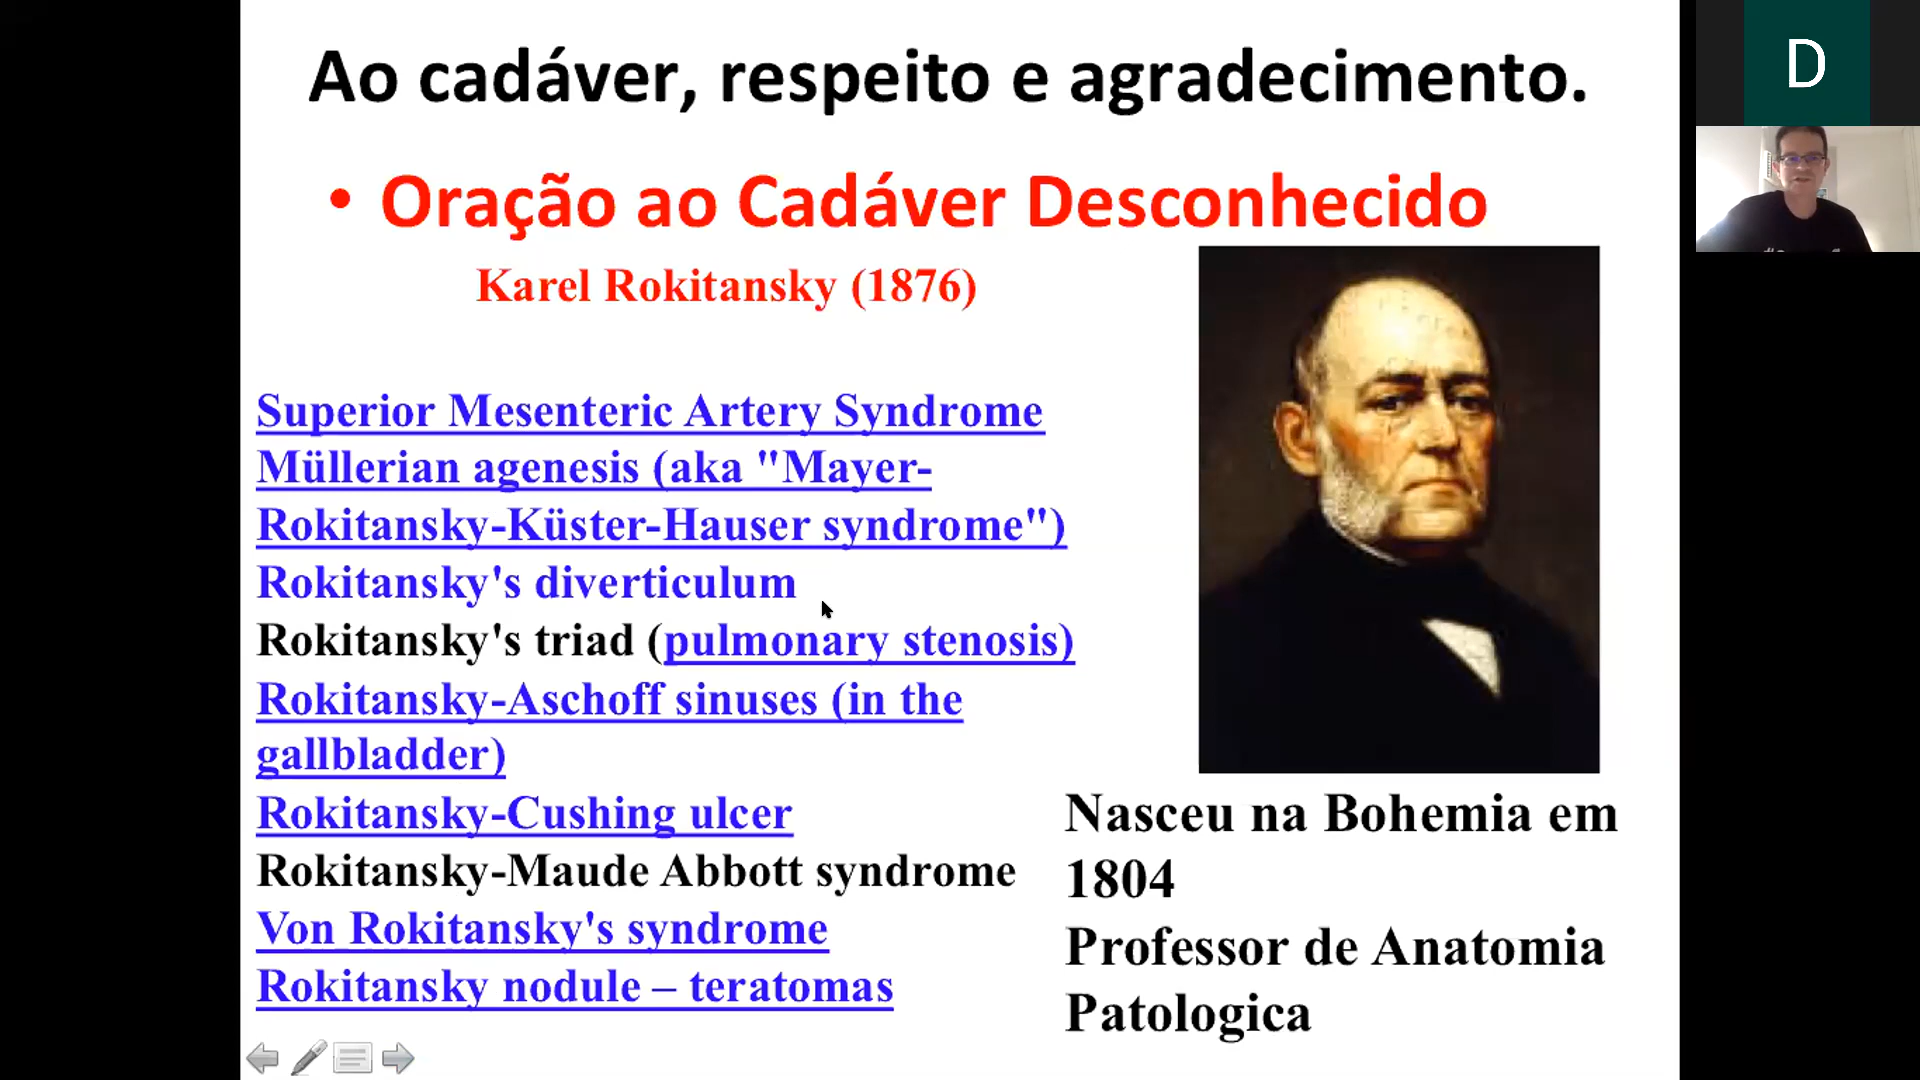 Ao cadáver, respeito e agradecimento.
• Oração ao Cadáver Desconhecido
Karel Rokitansky (1876)
Superior Mesenteric Artery Syndrome
Müllerian agenesis (aka "Mayer-
Rokitansky-Küster-Hauser syndrome")
Rokitansky's diverticulum
Rokitansky's triad (pulmonary stenosis)
Rokitansky-Aschoff sinuses (in the
gallbladder)
Rokitansky-Cushing ulcer
Rokitansky-Maude Abbott syndrome
Von Rokitansky's syndrome
Rokitansky nodule – teratomas
Nasceu na Bohemia em
1804
Professor de Anatomia
Patologica
D